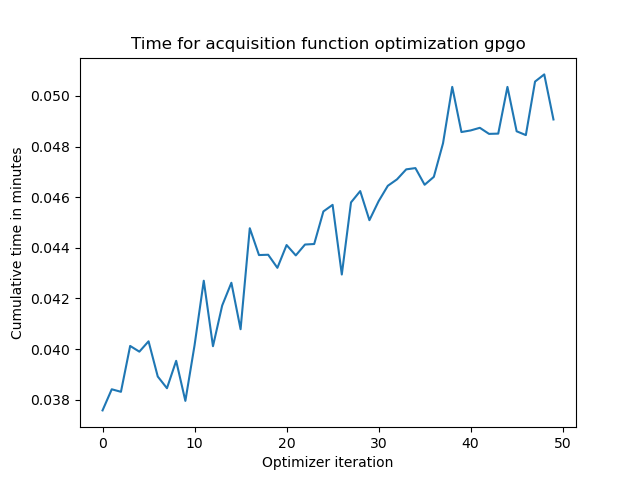 Time for acquisition function optimization gpgo
0.050
0.048
0.046
0.044
0.042
0.040
0.038
Cumulative time in minutes
0 10 20 30 40 50
Optimizer iteration